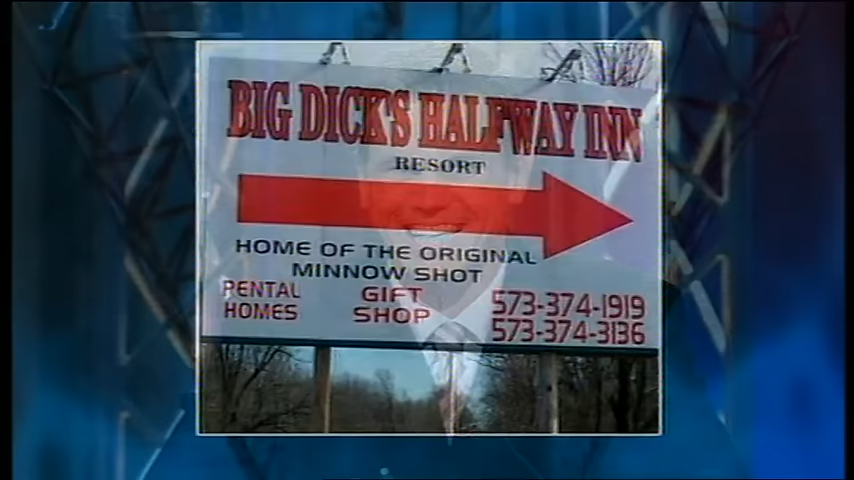 BIG DICK'S HALFWAY INN
RESORT
HOME OF THE ORIGINAL
MINNOW SHOT
RENTAL HOMES
GIFT SHOP
573-374-1919
573-374-3136